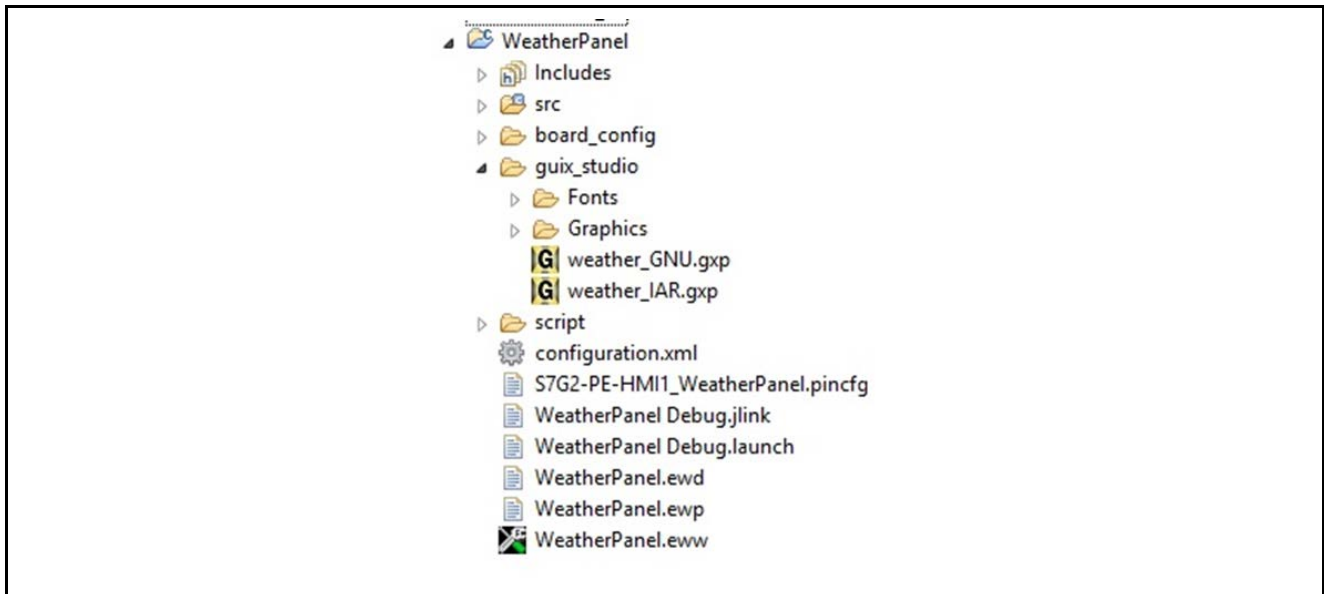 WeatherPanel
Includes
src
board_config
guix_studio
Fonts
Graphics
weather_GNU.gxp
weather_IAR.gxp
script
configuration.xml
S7G2-PE-HMI1_WeatherPanel.pincfg
WeatherPanel Debug.jlink
WeatherPanel Debug.launch
WeatherPanel.ewd
WeatherPanel.ewp
WeatherPanel.eww